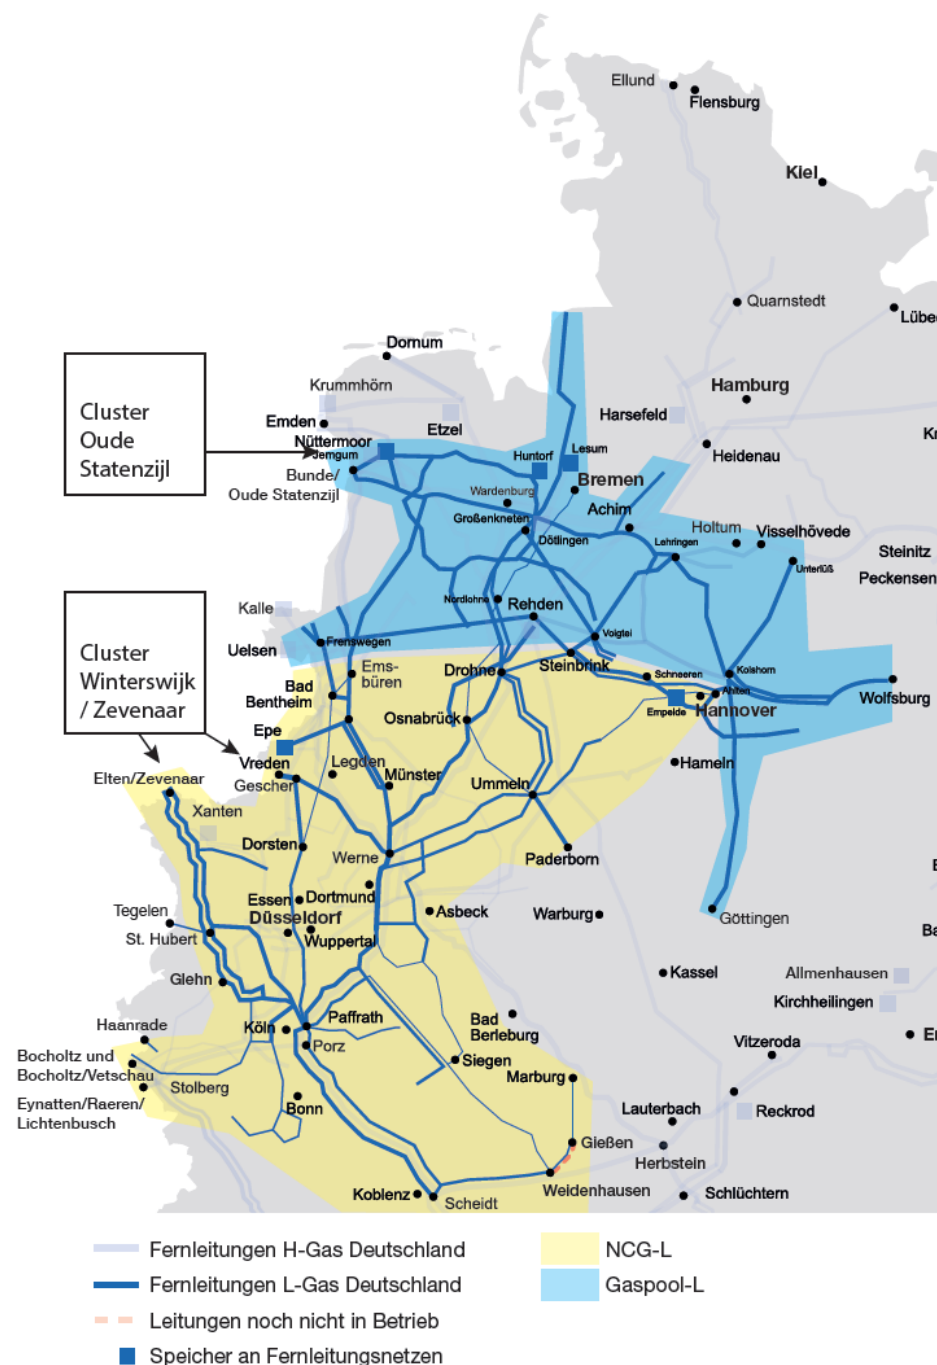 Ellund
Flensburg
Kiel
Quarnstedt
Dornum
Krummhörn
Hamburg
Cluster
Oude
Statenzijl
Emden
Etzel
Harsefeld
Nüttermoor
Jemgum
Huntorf
Lesum
Heidenau
Bunde/
Oude Statenzijl
Wardenburg
Bremen
Großenkneten
Achim
Dötlingen
Holtum
Visselhövede
Lehringen
Steinitz
Unterlüß
Peckensen
Kalle
Nordlohne
Rehden
Cluster
Winterswijk
/ Zevenaar
Uelsen
Frenswegen
Voigtei
Ems-
büren
Drohne
Steinbrink
Schneeren
Kolshorn
Bad
Bentheim
Ahlten
Wolfsburg
Osnabrück
Empelde
Hannover
Epe
Vreden
Legden
Hameln
Elten/Zevenaar
Gescher
Münster
Ummeln
Xanten
Dorsten
Werne
Paderborn
Essen
Dortmund
Tegelen
Düsseldorf
Asbeck
Warburg
Göttingen
St. Hubert
Wuppertal
Glehn
Kassel
Allmenhausen
Haanrade
Köln
Paffrath
Bad
Berleburg
Kirchheilingen
Bocholtz und
Bocholtz/Vetschau
Porz
Siegen
Vitzeroda
Stolberg
Marburg
Eynatten/Raeren/
Lichtenbusch
Bonn
Lauterbach
Reckrod
Gießen
Herbstein
Koblenz
Scheidt
Weidenhausen
Schlüchtern
Fernleitungen H-Gas Deutschland
NCG-L
Fernleitungen L-Gas Deutschland
Gaspool-L
Leitungen noch nicht in Betrieb
Speicher an Fernleitungsnetzen